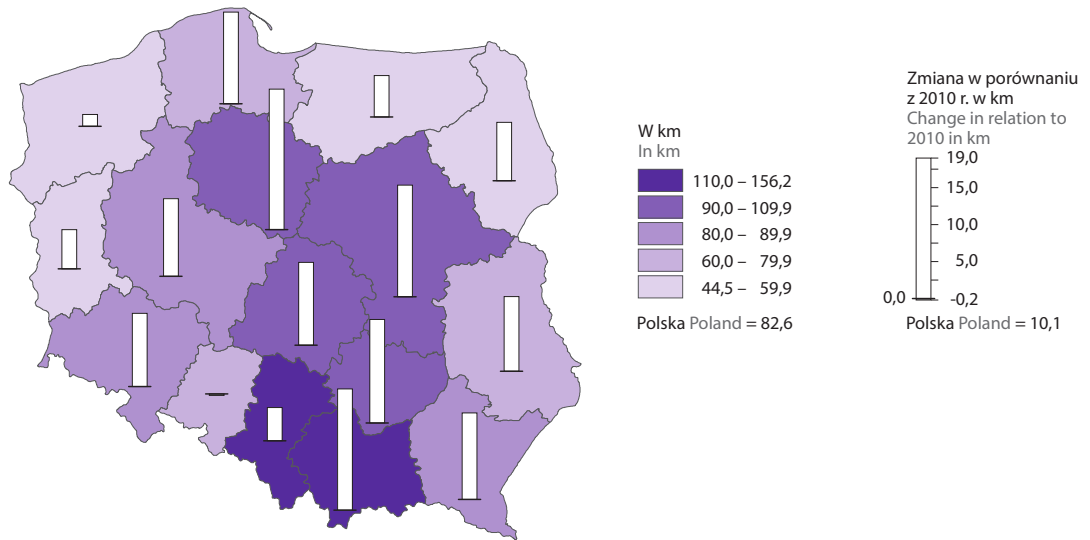 W km
In km
110,0 – 156,2
90,0 – 109,9
80,0 – 89,9
60,0 – 79,9
44,5 – 59,9
Polska Poland = 82,6
Zmiana w porównaniu
z 2010 r. w km
Change in relation to
2010 in km
19,0
15,0
10,0
5,0
0,0 -0,2
Polska Poland = 10,1